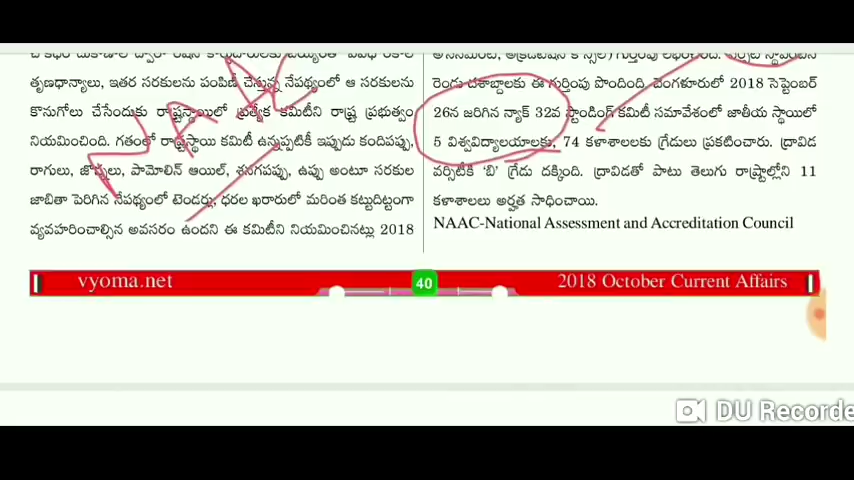 తృణధాన్యాలు, ఇతర సరకులను పంపిణీ చేస్తున్న నేపథ్యంలో ఆ సరకులను
కొనుగోలు చేసేందుకు రాష్ట్రస్థాయిలో ప్రత్యేక కమిటీని రాష్ట్ర ప్రభుత్వం
నియమించింది. గతంలో రాష్ట్రస్థాయి కమిటీ ఉన్నప్పటికీ ఇప్పుడు కందిపప్పు,
రాగులు, జొన్నలు, పామోలిన్ ఆయిల్, శనగపప్పు, ఉప్పు అంటూ సరకుల
జాబితా పెరిగిన నేపథ్యంలో టెండర్లు, ధరల ఖరారులో మరింత కట్టుదిట్టంగా
వ్యవహరించాల్సిన అవసరం ఉందని ఈ కమిటీని నియమించినట్లు 2018
రెండు దశాబ్దాలకు ఈ గుర్తింపు పొందింది. బెంగళూరులో 2018 సెప్టెంబర్
26న జరిగిన న్యాక్ 32వ స్టాండింగ్ కమిటీ సమావేశంలో జాతీయ స్థాయిలో
5 విశ్వవిద్యాలయాలకు, 74 కళాశాలలకు గ్రేడులు ప్రకటించారు. ద్రావిడ
వర్సిటీకి 'బి' గ్రేడు దక్కింది. ద్రావిడతో పాటు తెలుగు రాష్ట్రాల్లోని 11
కళాశాలలు అర్హత సాధించాయి.
NAAC-National Assessment and Accreditation Council
vyoma.net
40
2018 October Current Affairs
DU Recorde